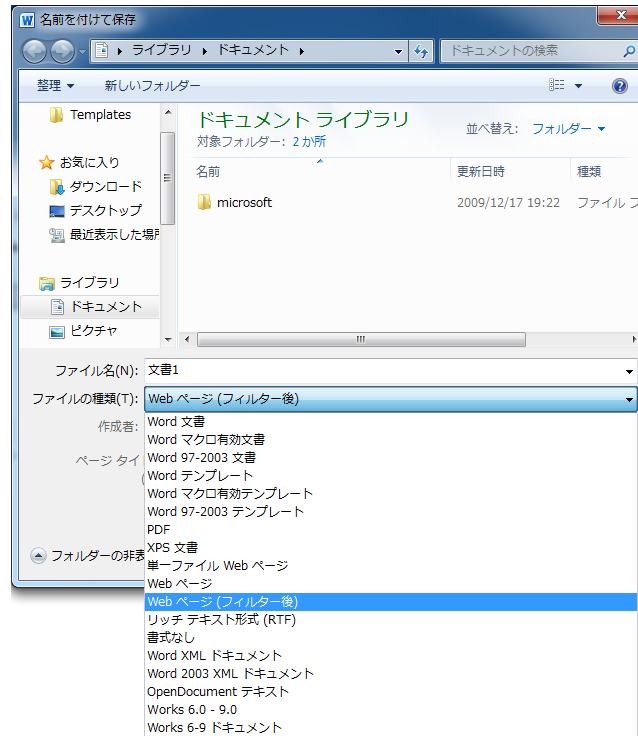 名前を付けて保存
ライブラリ ドキュメント ドキュメントの検索
整理 新しいフォルダー
Templates
お気に入り
ダウンロード
デスクトップ
最近表示した場所
ライブラリ
ドキュメント
ピクチャ
ドキュメント ライブラリ
対象フォルダー: 2 か所
並べ替え: フォルダー
名前 更新日時 種類
microsoft 2009/12/17 19:22 ファイル フ
ファイル名(N): 文書1
ファイルの種類(T): Web ページ (フィルター後)
作成者:
ページ タイ
フォルダーの非表
Word 文書
Word マクロ有効文書
Word 97-2003 文書
Word テンプレート
Word マクロ有効テンプレート
Word 97-2003 テンプレート
PDF
XPS 文書
単一ファイル Web ページ
Web ページ
Web ページ (フィルター後)
リッチ テキスト形式 (RTF)
書式なし
Word XML ドキュメント
Word 2003 XML ドキュメント
OpenDocument テキスト
Works 6.0 - 9.0
Works 6-9 ドキュメント